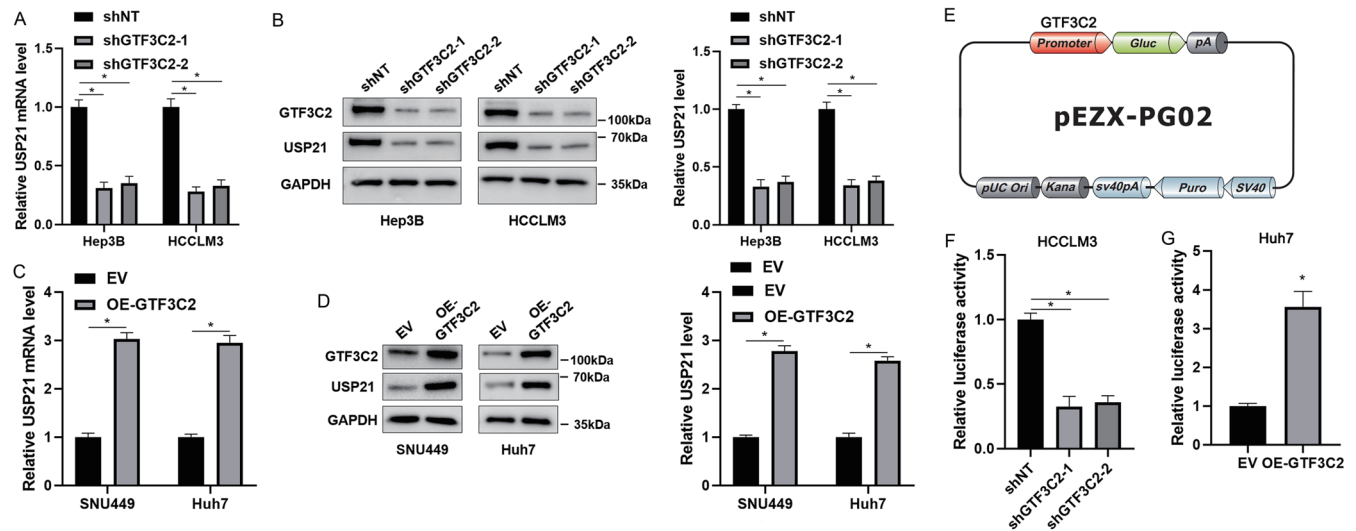 A
shNT
shGTF3C2-1
shGTF3C2-2
Relative USP21 mRNA level
1.5
1.0
0.5
0.0
* * * *
Hep3B HCCLM3
B
shNT shGTF3C2-1 shGTF3C2-2
shNT shGTF3C2-1 shGTF3C2-2
GTF3C2
100kDa
70kDa
USP21
GAPDH
35kDa
Hep3B HCCLM3
shNT
shGTF3C2-1
shGTF3C2-2
Relative USP21 level
1.5
1.0
0.5
0.0
* * * *
Hep3B HCCLM3
E
GTF3C2
Promoter Gluc pA
pEZX-PG02
pUC Ori Kana sv40pA Puro SV40
C
EV
OE-GTF3C2
Relative USP21 mRNA level
4
3
2
1
0
* *
SNU449 Huh7
D
EV OE-GTF3C2
EV OE-GTF3C2
GTF3C2
100kDa
70kDa
USP21
GAPDH
35kDa
SNU449 Huh7
EV
EV
OE-GTF3C2
Relative USP21 level
4
3
2
1
0
* *
SNU449 Huh7
F
HCCLM3
Relative luciferase activity
1.5
1.0
0.5
0.0
* *
shNT
shGTF3C2-1
shGTF3C2-2
G
Huh7
Relative luciferase activity
5
4
3
2
1
0
*
EV OE-GTF3C2